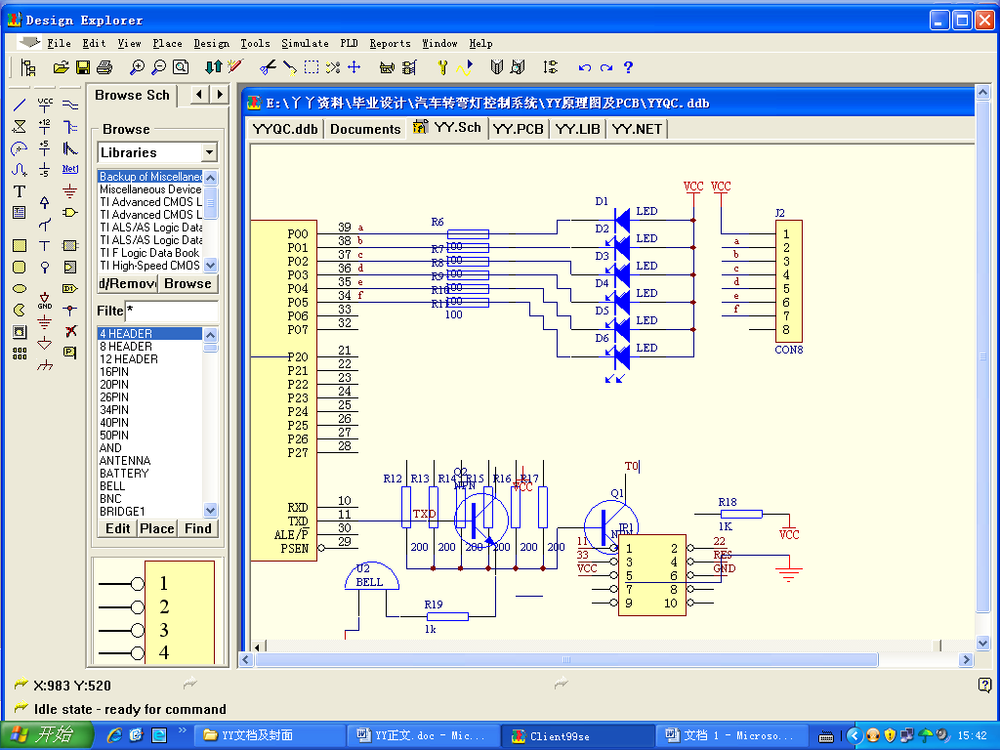 Design Explorer
File Edit View Place Design Tools Simulate PLD Reports Window Help
Browse Sch
Browse
Libraries
Backup of Miscellaneo
Miscellaneous Device
TI Advanced CMOS L
TI Advanced CMOS L
TI ALS/AS Logic Data
TI ALS/AS Logic Data
TI F Logic Data Book
TI High-Speed CMOS
d/Remov Browse
Filte *
4 HEADER
8 HEADER
12 HEADER
16PIN
20PIN
26PIN
34PIN
40PIN
50PIN
AND
ANTENNA
BATTERY
BELL
BNC
BRIDGE1
Edit Place Find
1
2
3
4
VCC
+12
+5
-5
Net1
T
D1
GND
P
E:\丫丫资料\毕业设计\汽车转弯灯控制系统\YY原理图及PCB\YYQC.ddb
YYQC.ddb Documents YY.Sch YY.PCB YY.LIB YY.NET
P00 39 a
P01 38 b
P02 37 c
P03 36 d
P04 35 e
P05 34 f
P06 33
P07 32
P20 21
P21 22
P22 23
P23 24
P24 25
P25 26
P26 27
P27 28
RXD 10
TXD 11
ALE/P 30
PSEN 29
R6
R7 100
R8 100
R9 100
R10 100
R11 100
100
D1 LED
D2 LED
D3 LED
D4 LED
D5 LED
D6 LED
VCC VCC
J2
1
a 2
b 3
c 4
d 5
e 6
f 7
8
CON8
R12 R13 R14 R15 R16 R17
Q2
NPN
VCC
TXD
200 200 200 200 200 200
U2
BELL
R19
1k
T0
Q1
NPN
JP1
11 1 2 22
33 3 4 RES
VCC 5 6 GND
7 8
9 10
R18
1K
VCC
X:983 Y:520
Idle state - ready for command
开始 YY文档及封面 YY正文.doc - Mic... Client99se 文档 1 - Microso... 15:42